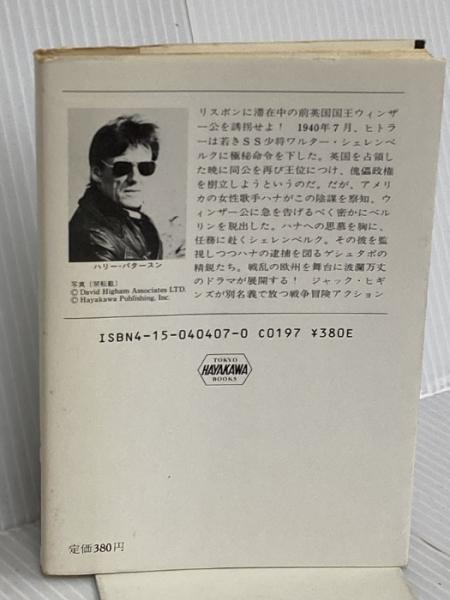 リスボンに滞在中の前英国国王ウィンザ
ー公を誘拐せよ！　1940年7月、ヒトラ
ーは若きSS少将ワルター・シェレンベ
ルクに極秘命令を下した。英国を占領し
た暁に同公を再び王位につけ、傀儡政権
を樹立しようというのだ。だが、アメリ
カの女性歌手ハナがこの陰謀を察知、ウ
ィンザー公に急を告げるべく密かにベル
リンを脱出した。ハナへの思慕を胸に、
任務に赴くシェレンベルク。その彼を監
視しつつハナの逮捕を図るゲシュタポの
精鋭たち。戦乱の欧州を舞台に波瀾万丈
のドラマが展開する！　ジャック・ヒギ
ンズが別名義で放つ戦争冒険アクション
ハリー・パタースン
写真〔禁転載〕
© David Higham Associates LTD.
© Hayakawa Publishing, Inc.
ISBN4-15-040407-0 C0197 ¥380E
TOKYO
HAYAKAWA
BOOKS
定価380円